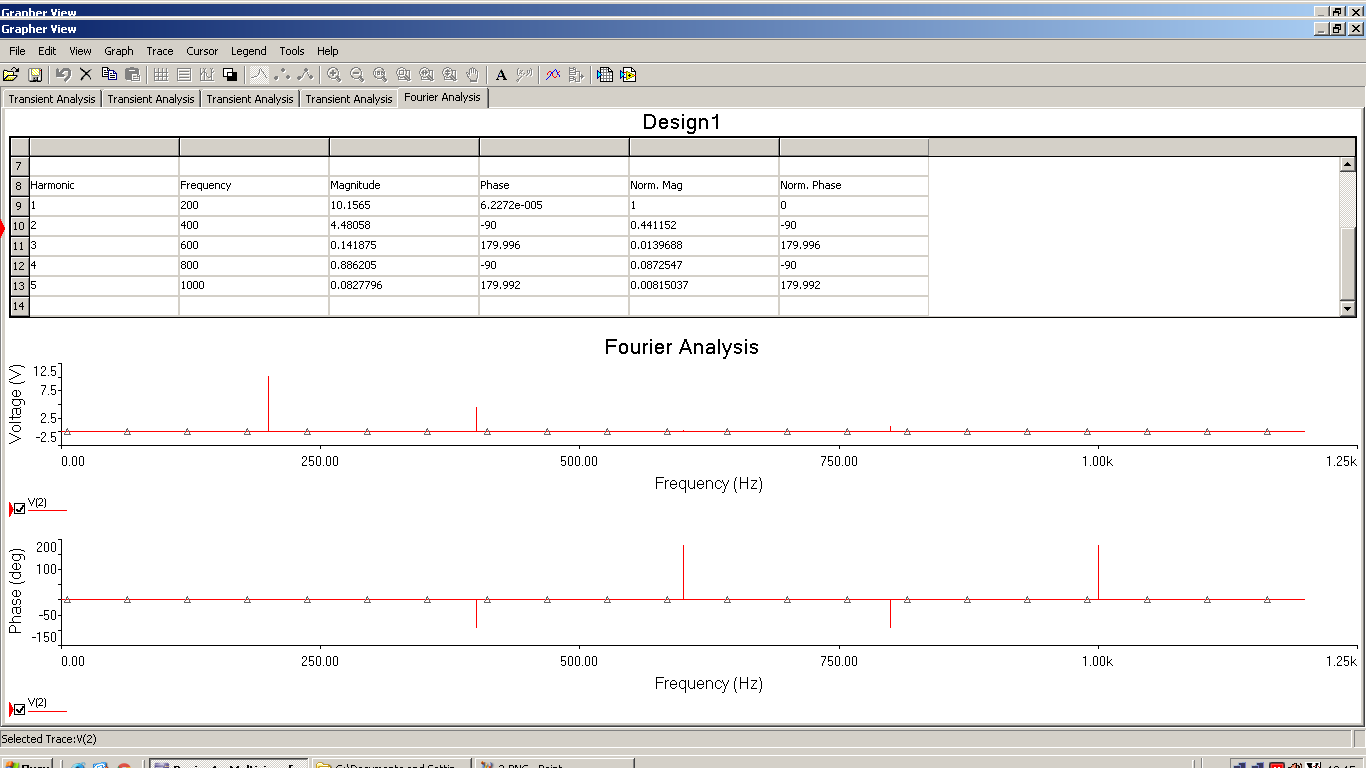 Grapher View
Grapher View
File Edit View Graph Trace Cursor Legend Tools Help
Transient Analysis Transient Analysis Transient Analysis Transient Analysis Fourier Analysis
Design1
7
8 Harmonic Frequency Magnitude Phase Norm. Mag Norm. Phase
9 1 200 10.1565 6.2272e-005 1 0
10 2 400 4.48058 -90 0.441152 -90
11 3 600 0.141875 179.996 0.0139688 179.996
12 4 800 0.886205 -90 0.0872547 -90
13 5 1000 0.0827796 179.992 0.00815037 179.992
14
Fourier Analysis
Voltage (V)
12.5
7.5
2.5
-2.5
0.00 250.00 500.00 750.00 1.00k 1.25k
Frequency (Hz)
V(2)
Phase (deg)
200
100
-50
-150
0.00 250.00 500.00 750.00 1.00k 1.25k
Frequency (Hz)
V(2)
Selected Trace:V(2)